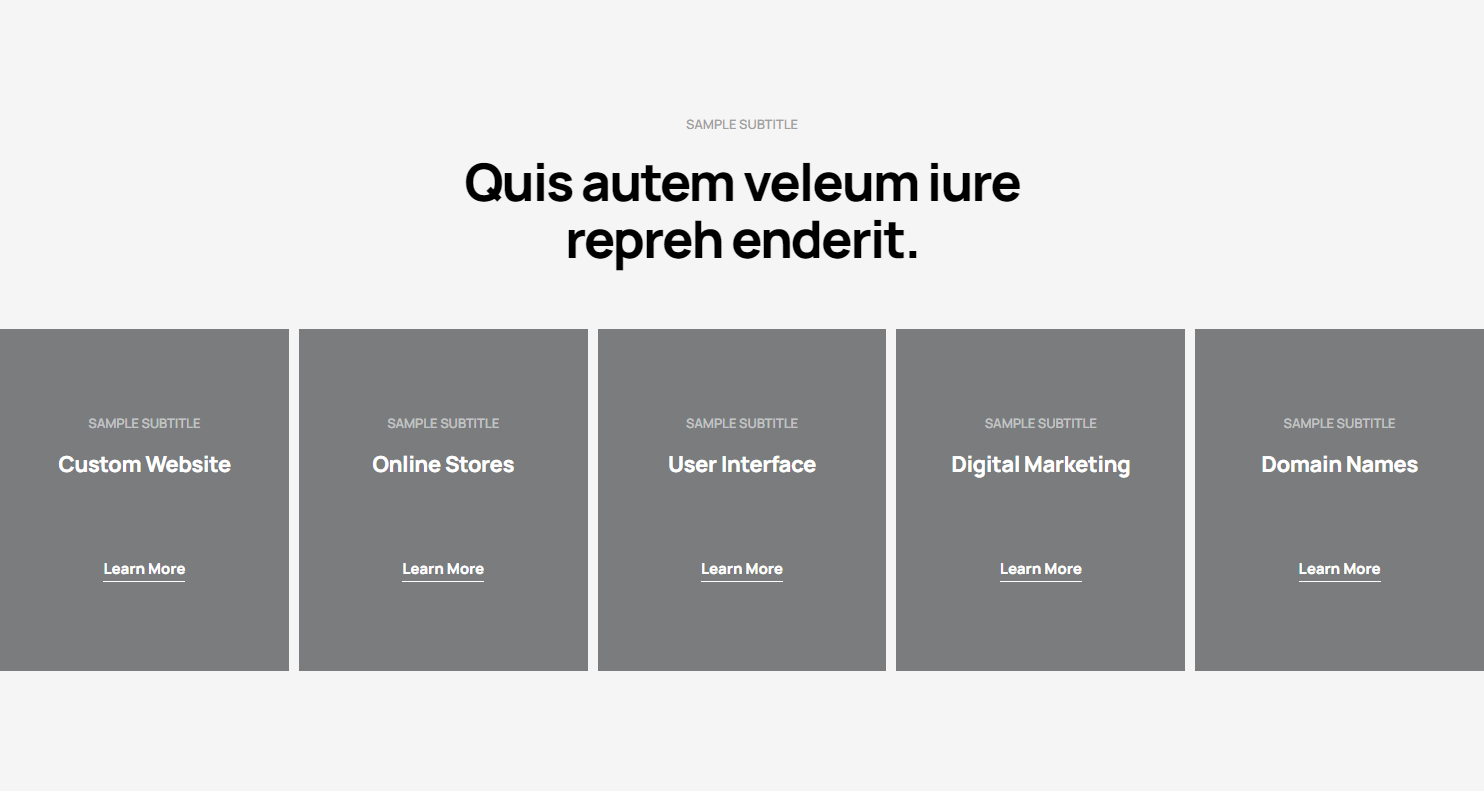 SAMPLE SUBTITLE
Quis autem veleum iure
repreh enderit.
SAMPLE SUBTITLE
Custom Website
Learn More
SAMPLE SUBTITLE
Online Stores
Learn More
SAMPLE SUBTITLE
User Interface
Learn More
SAMPLE SUBTITLE
Digital Marketing
Learn More
SAMPLE SUBTITLE
Domain Names
Learn More